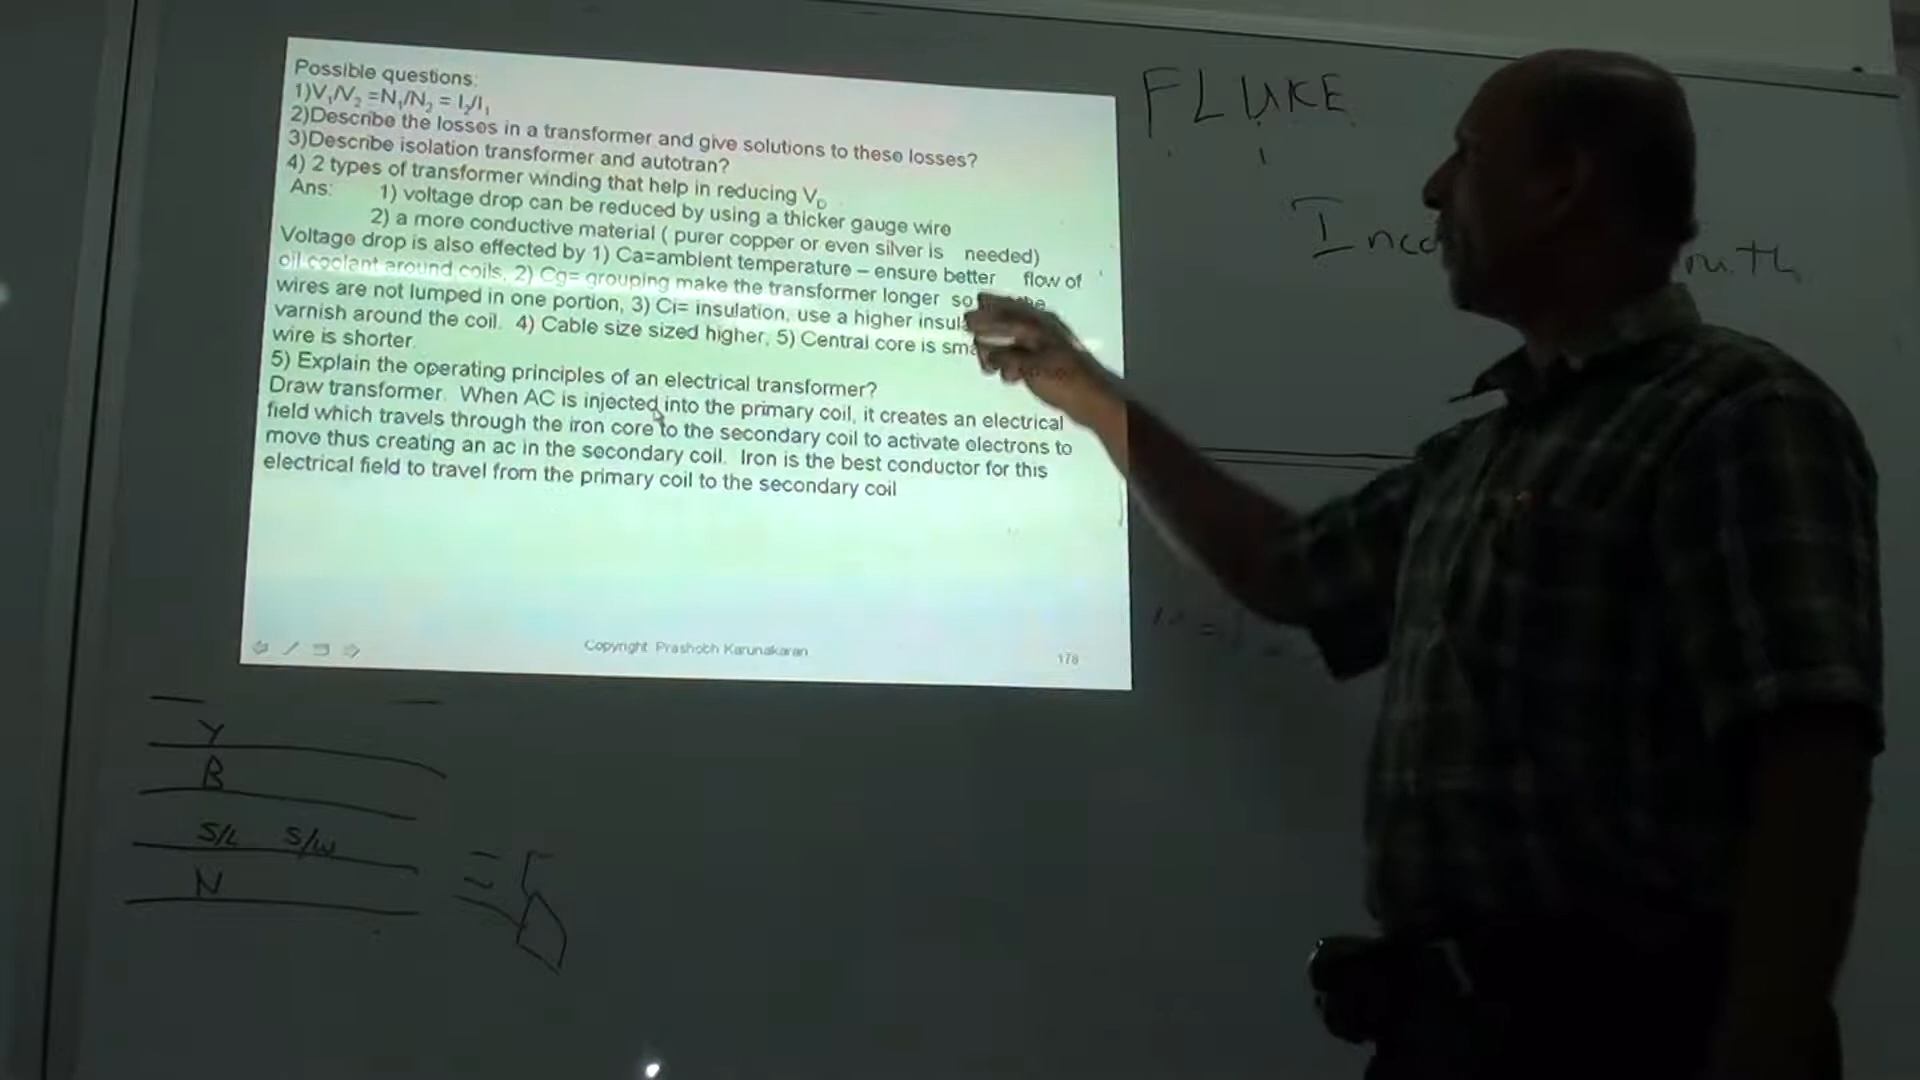 Possible questions:
1)V₁/V₂ =N₁/N₂ = I₂/I₁
2)Describe the losses in a transformer and give solutions to these losses?
3)Describe isolation transformer and autotran?
4) 2 types of transformer winding that help in reducing V_D
Ans: 1) voltage drop can be reduced by using a thicker gauge wire
2) a more conductive material ( purer copper or even silver is needed)
Voltage drop is also effected by 1) Ca=ambient temperature – ensure better flow of
oil coolant around coils, 2) Cg= grouping make the transformer longer so the
wires are not lumped in one portion, 3) Ci= insulation, use a higher
varnish around the coil. 4) Cable size sized higher, 5) Central core is
wire is shorter.
5) Explain the operating principles of an electrical transformer?
Draw transformer. When AC is injected into the primary coil, it creates an electrical
field which travels through the iron core to the secondary coil to activate electrons to
move thus creating an ac in the secondary coil. Iron is the best conductor for this
electrical field to travel from the primary coil to the secondary coil
Copyright Prashobh Karunakaran
178
FLUKE
Y
B
S/L S/W
N